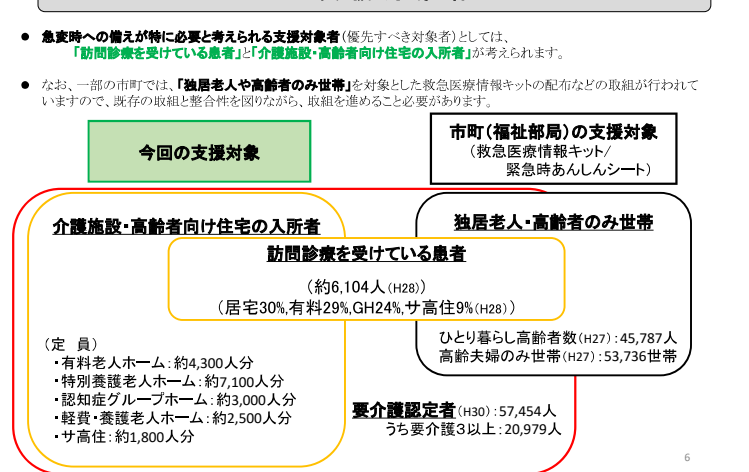 ● 急変時への備えが特に必要と考えられる支援対象者(優先すべき対象者)としては、
「訪問診療を受けている患者」と「介護施設・高齢者向け住宅の入所者」が考えられます。
● なお、一部の市町では、「独居老人や高齢者のみ世帯」を対象とした救急医療情報キットの配布などの取組が行われて
いますので、既存の取組と整合性を図りながら、取組を進めること必要があります。
今回の支援対象
市町(福祉部局)の支援対象
(救急医療情報キット/
緊急時あんしんシート)
介護施設・高齢者向け住宅の入所者
独居老人・高齢者のみ世帯
訪問診療を受けている患者
(約6,104人(H28))
(居宅30%,有料29%,GH24%,サ高住9%(H28))
ひとり暮らし高齢者数(H27):45,787人
高齢夫婦のみ世帯(H27):53,736世帯
(定 員)
・有料老人ホーム:約4,300人分
・特別養護老人ホーム:約7,100人分
・認知症グループホーム:約3,000人分
・軽費・養護老人ホーム:約2,500人分
・サ高住:約1,800人分
要介護認定者(H30):57,454人
うち要介護3以上:20,979人
6